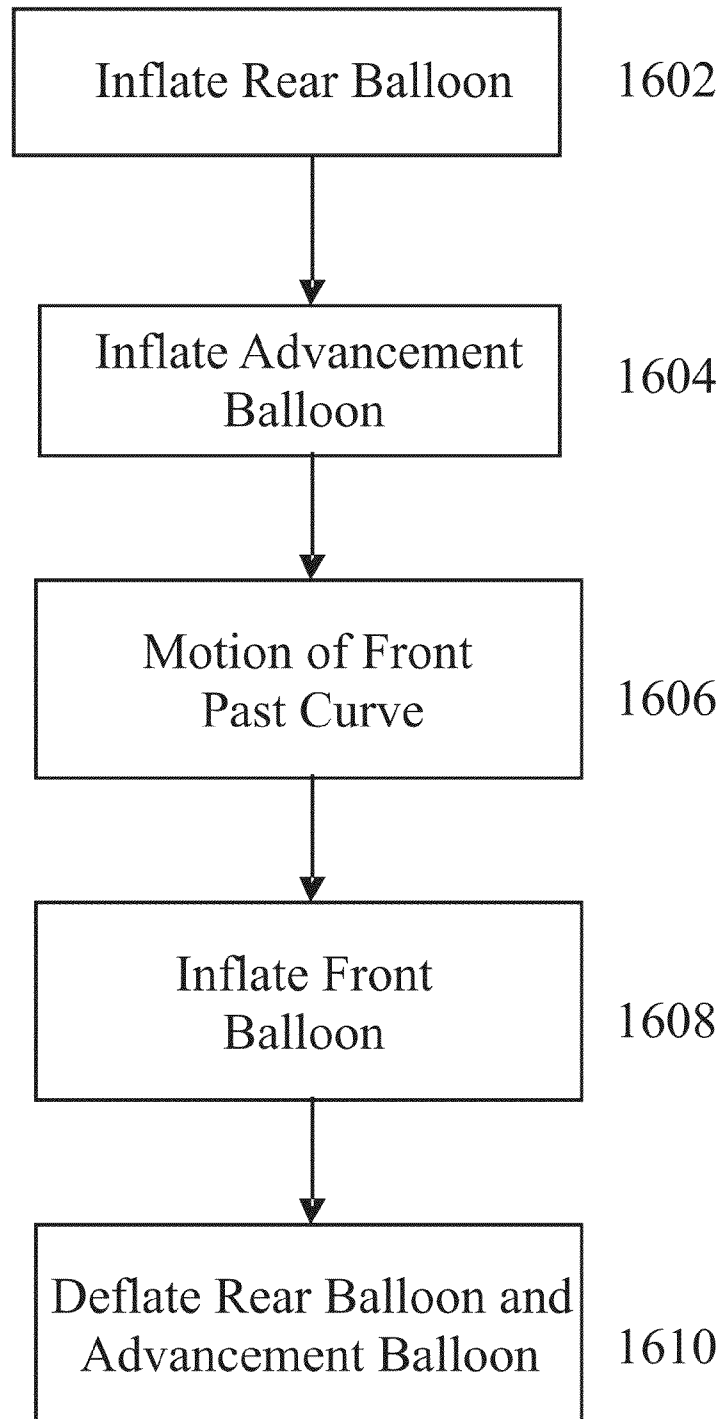 Inflate Rear Balloon
1602
Inflate Advancement
Balloon
1604
Motion of Front
Past Curve
1606
Inflate Front
Balloon
1608
Deflate Rear Balloon and
Advancement Balloon
1610